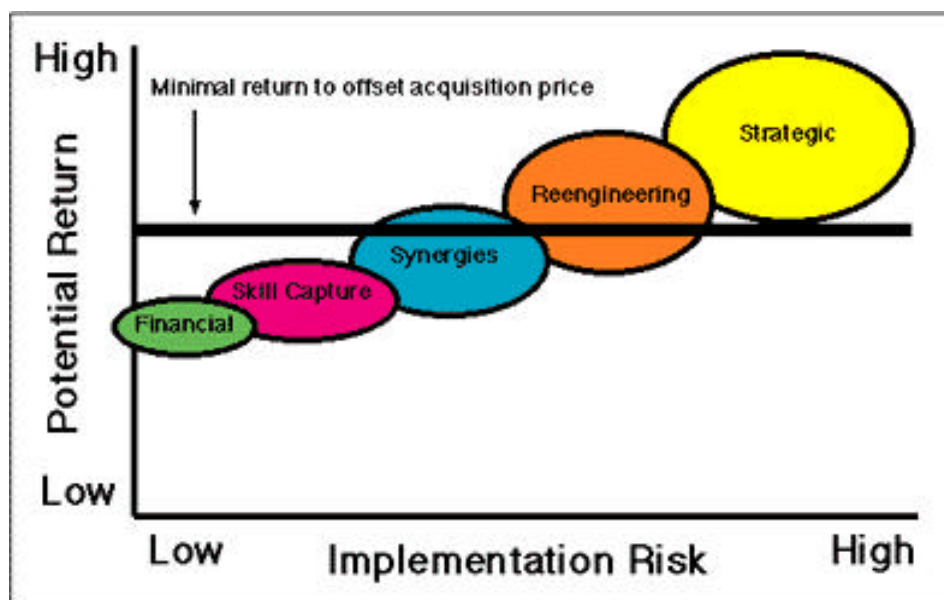 High
Minimal return to offset acquisition price
Strategic
Reengineering
Synergies
Skill Capture
Financial
Potential Return
Low
Low
Implementation Risk
High